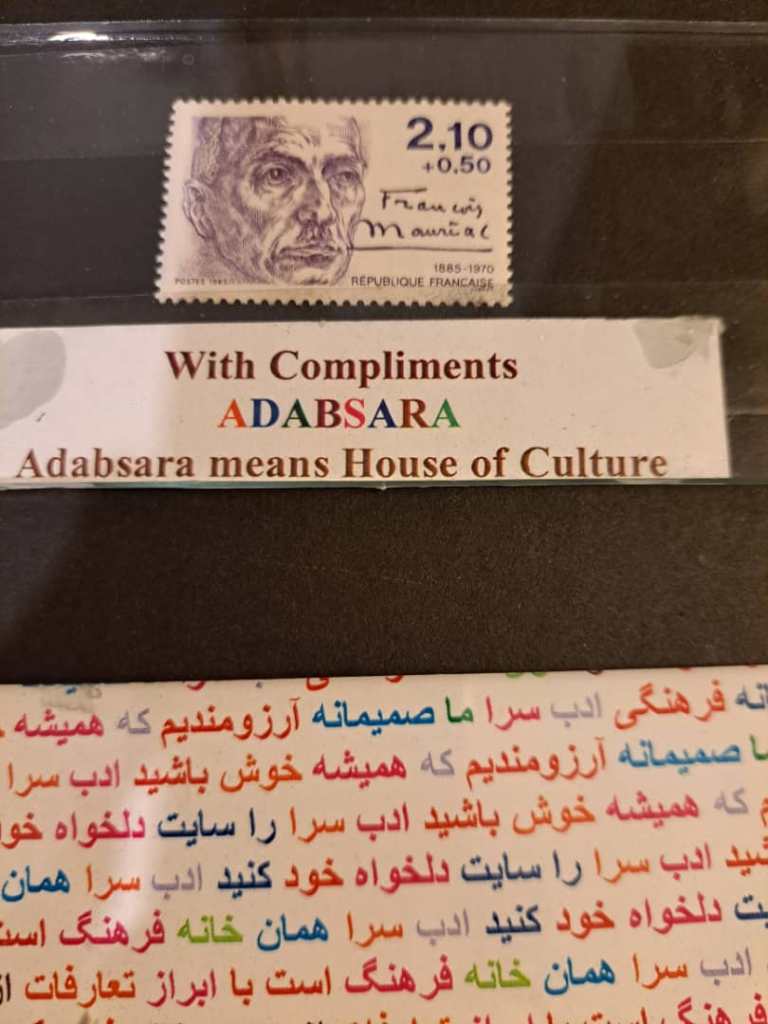 2.10
+0,50
François
Mauriac
1885-1970
POSTES 1985
RÉPUBLIQUE FRANÇAISE
With Compliments
ADABSARA
Adabsara means House of Culture
فرهنگی ادب سرا ما صمیمانه آرزومندیم که همیشه
صمیمانه آرزومندیم که همیشه خوش باشید ادب سرا
که همیشه خوش باشید ادب سرا را سایت دلخواه
ادب سرا را سایت دلخواه خود کنید ادب سرا همان
دلخواه خود کنید ادب سرا همان خانه فرهنگ است
ادب سرا همان خانه فرهنگ است با ابراز تعارفات